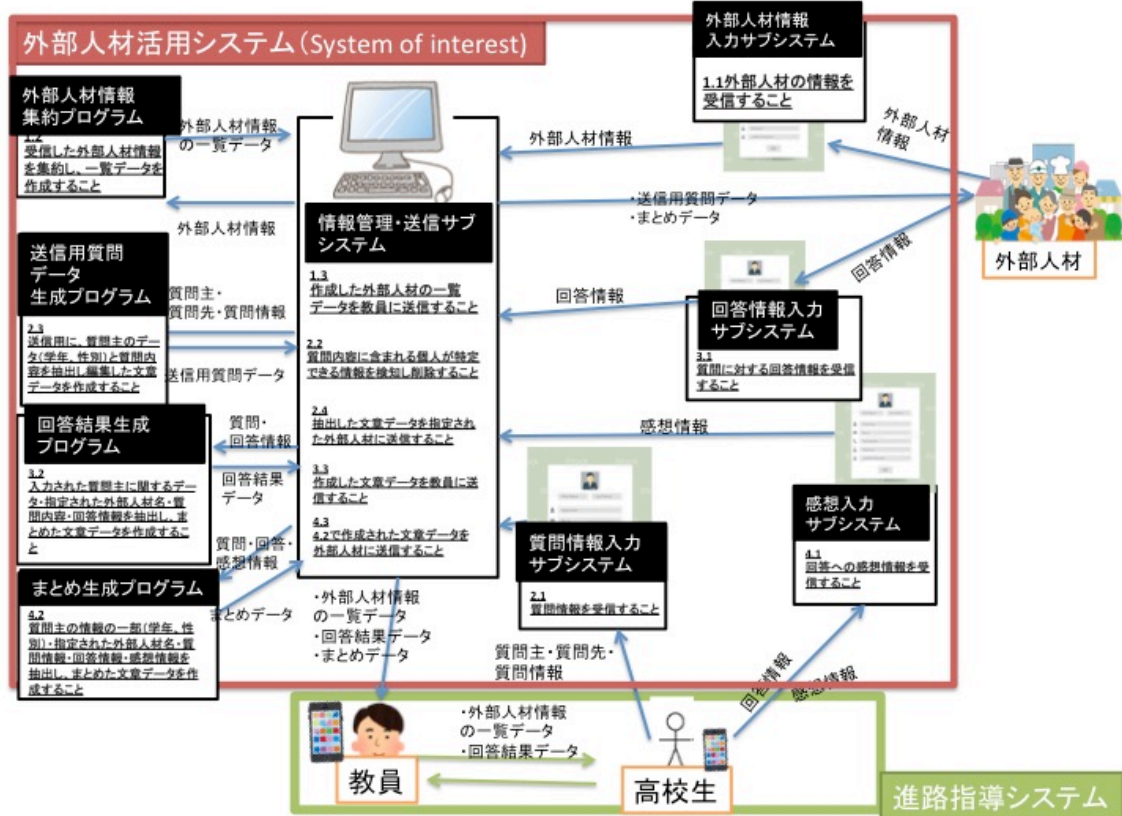 外部人材活用システム(System of interest)
外部人材情報
入力サブシステム
1.1外部人材の情報を
受信すること
外部人材情報
集約プログラム
1.2
受信した外部人材情報
を集約し、一覧データを
作成すること
外部人材情報
の一覧データ
外部人材情報
外部人材
情報
外部人材情報
・送信用質問データ
・まとめデータ
外部人材
情報管理・送信サブ
システム
1.3
作成した外部人材の一覧
データを教員に送信すること
2.2
質問内容に含まれる個人が特定
できる情報を検知し削除すること
2.4
抽出した文章データを指定され
た外部人材に送信すること
3.3
作成した文章データを教員に送
信すること
4.3
4.2で作成された文章データを
外部人材に送信すること
送信用質問
データ
生成プログラム
2.3
送信用に、質問主のデー
タ(学年、性別)と質問内
容を抽出し編集した文章
データを作成すること
質問主・
質問先・質問情報
送信用質問データ
回答情報
回答情報
回答情報入力
サブシステム
3.1
質問に対する回答情報を受信
すること
回答結果生成
プログラム
3.2
入力された質問主に関するデー
タ・指定された外部人材名・質
問内容・回答情報を抽出し、ま
とめた文章データを作成するこ
と
質問・
回答情報
回答結果
データ
感想情報
感想入力
サブシステム
4.1
回答への感想情報を受
信すること
質問情報入力
サブシステム
2.1
質問情報を受信すること
まとめ生成プログラム
4.2
質問主の情報の一部(学年、性
別)・指定された外部人材名・質
問情報・回答情報・感想情報を
抽出し、まとめた文章データを作
成すること
質問・回答・
感想情報
まとめデータ
・外部人材情報
の一覧データ
・回答結果データ
・まとめデータ
質問主・質問先・
質問情報
回答情報
感想情報
・外部人材情報
の一覧データ
・回答結果データ
教員
高校生
進路指導システム